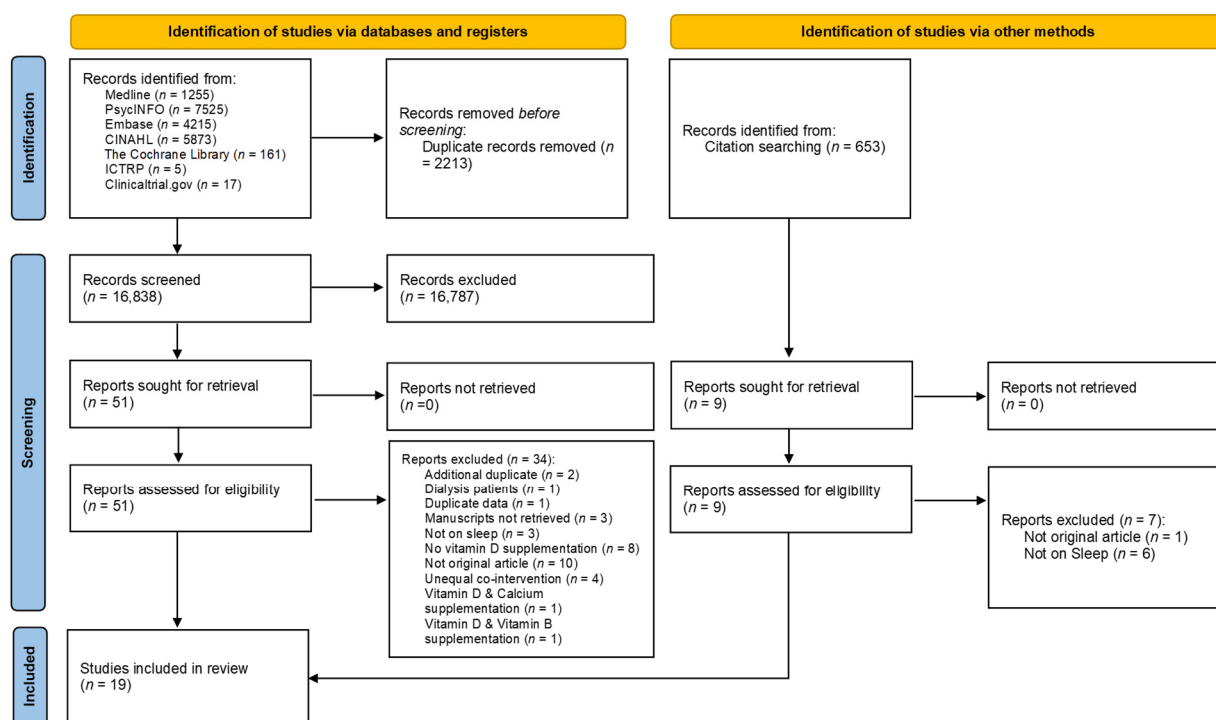 Identification of studies via databases and registers
Identification of studies via other methods
Identification
Records identified from:
Medline (n = 1255)
PsycINFO (n = 7525)
Embase (n = 4215)
CINAHL (n = 5873)
The Cochrane Library (n = 161)
ICTRP (n = 5)
Clinicaltrial.gov (n = 17)
Records removed before
screening:
Duplicate records removed (n
= 2213)
Records identified from:
Citation searching (n = 653)
Screening
Records screened
(n = 16,838)
Records excluded
(n = 16,787)
Reports sought for retrieval
(n = 51)
Reports not retrieved
(n =0)
Reports sought for retrieval
(n = 9)
Reports not retrieved
(n = 0)
Reports assessed for eligibility
(n = 51)
Reports excluded (n = 34):
Additional duplicate (n = 2)
Dialysis patients (n = 1)
Duplicate data (n = 1)
Manuscripts not retrieved (n = 3)
Not on sleep (n = 3)
No vitamin D supplementation (n = 8)
Not original article (n = 10)
Unequal co-intervention (n = 4)
Vitamin D & Calcium
supplementation (n = 1)
Vitamin D & Vitamin B
supplementation (n = 1)
Reports assessed for eligibility
(n = 9)
Reports excluded (n = 7):
Not original article (n = 1)
Not on Sleep (n = 6)
Included
Studies included in review
(n = 19)